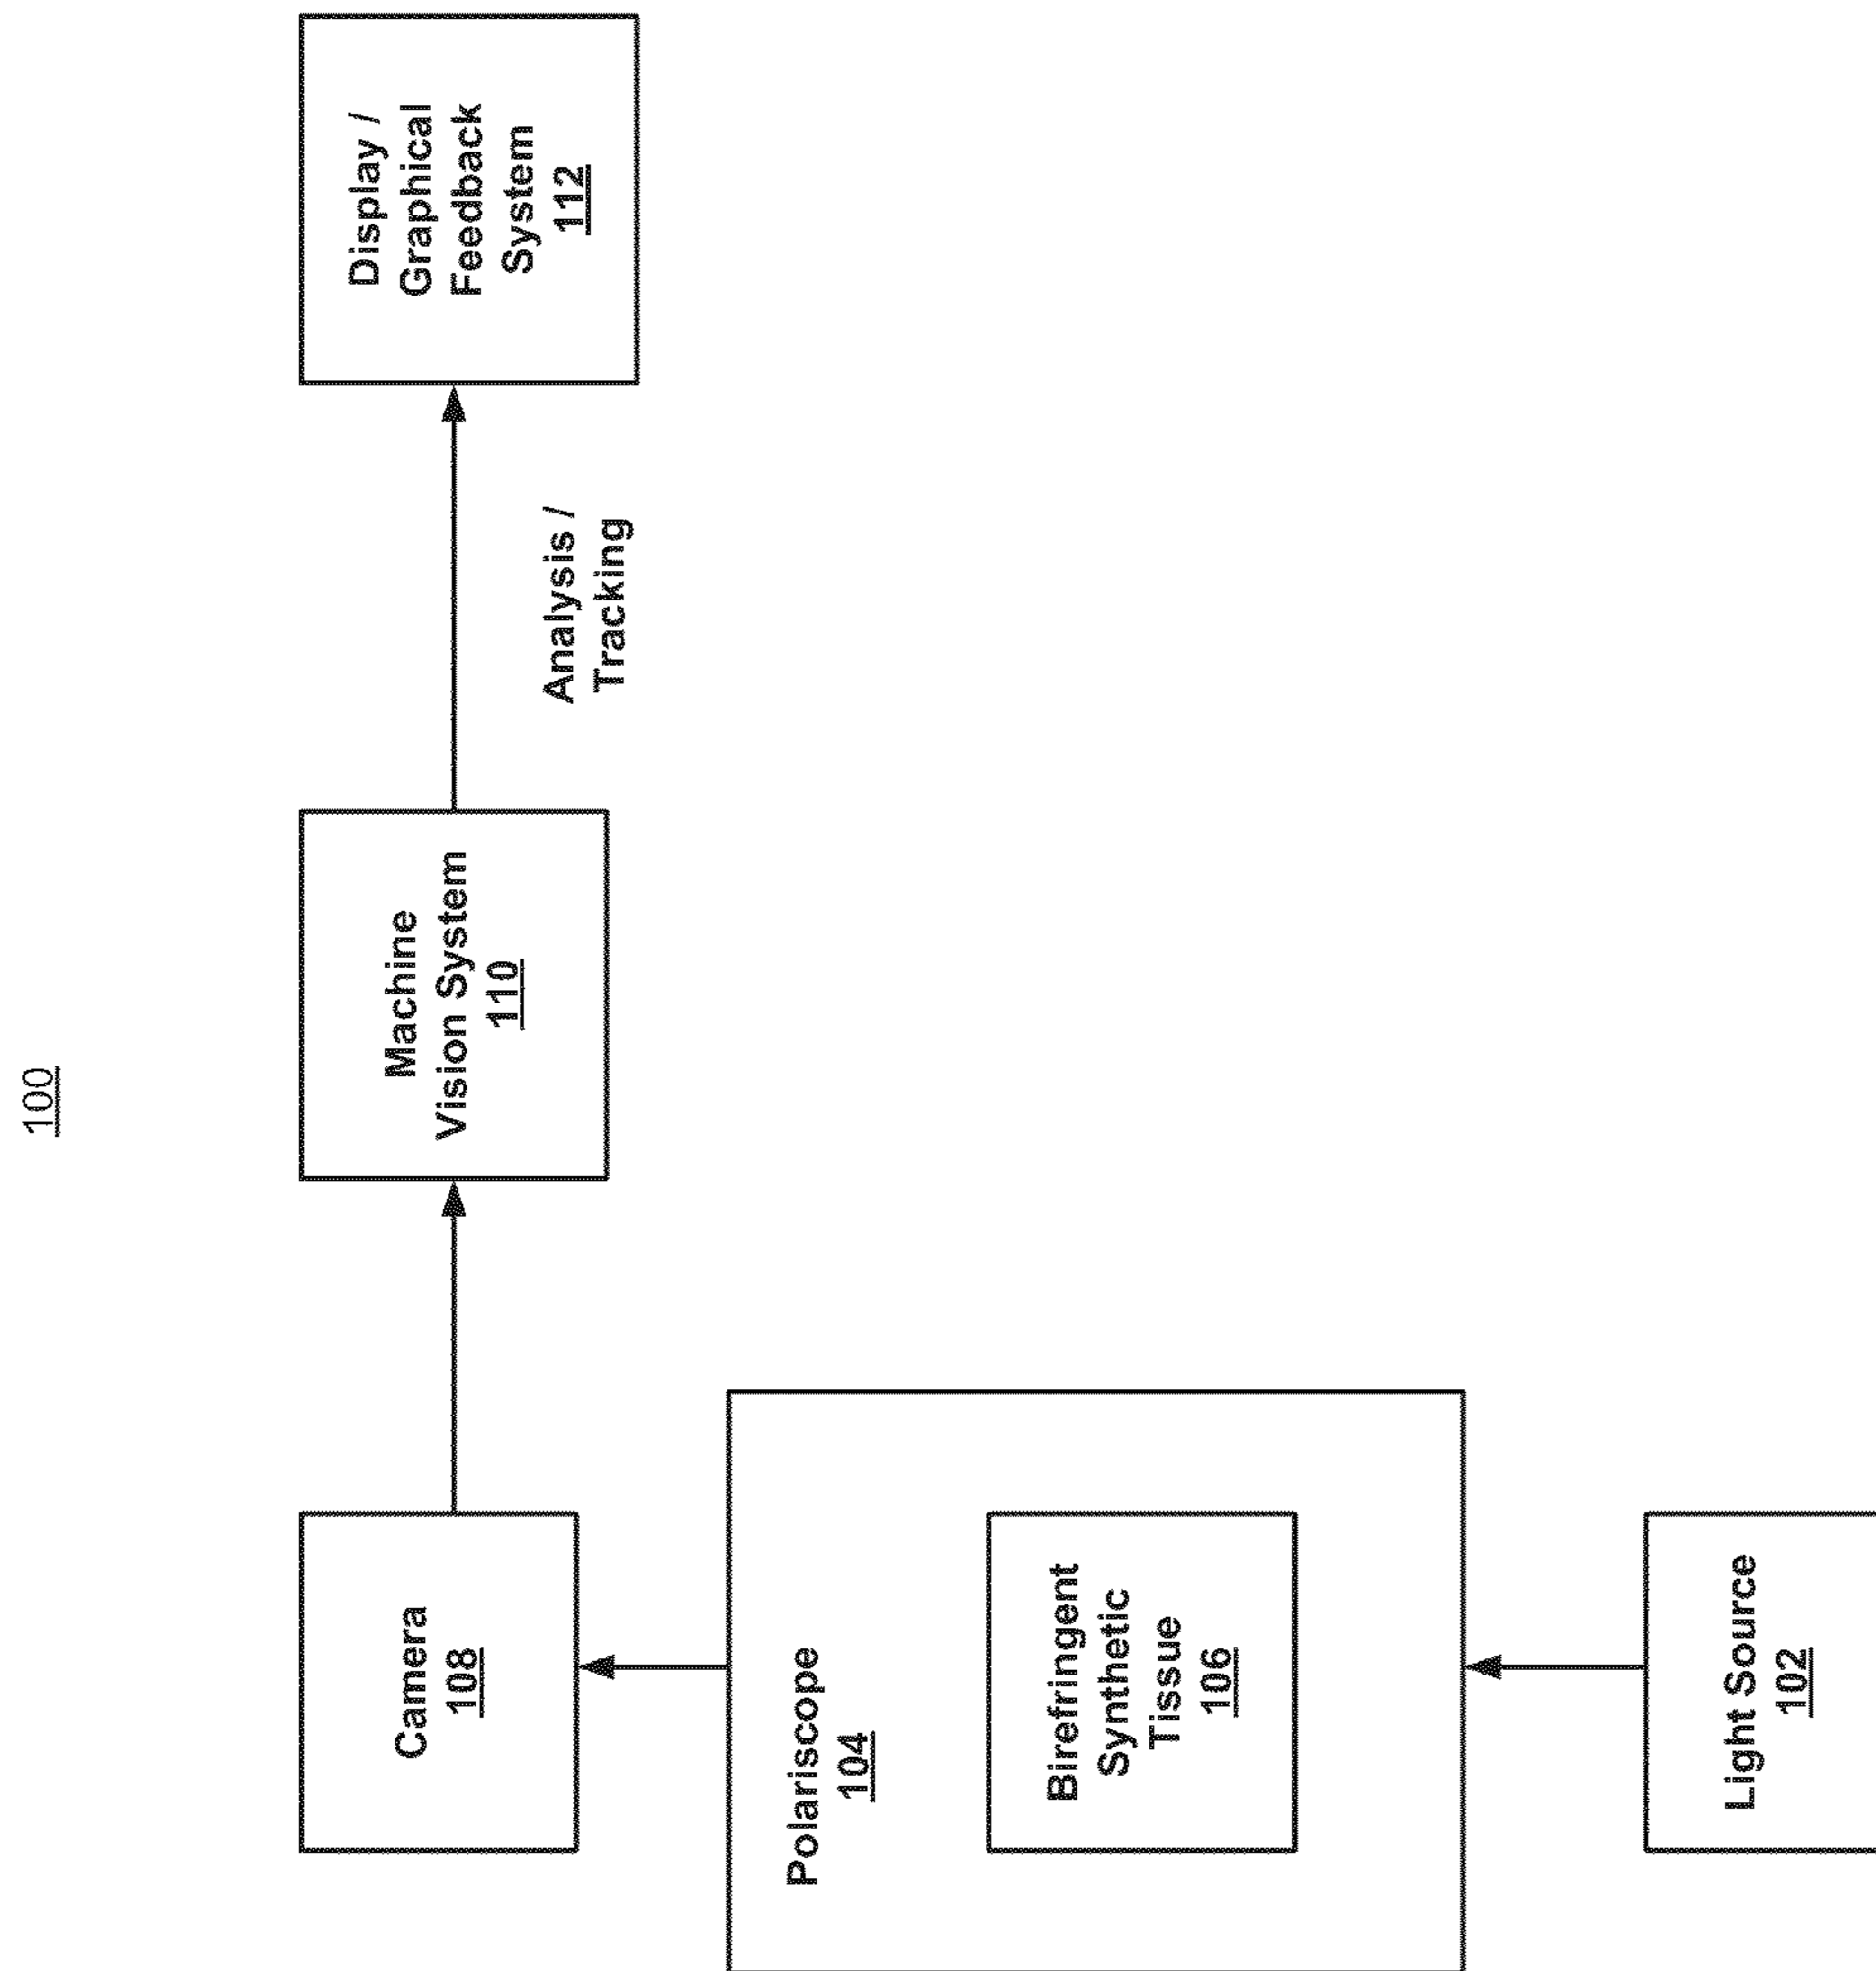 100
Camera
108
Machine
Vision System
110
Analysis /
Tracking
Display /
Graphical
Feedback
System
112
Polariscope
104
Birefringent
Synthetic
Tissue
106
Light Source
102